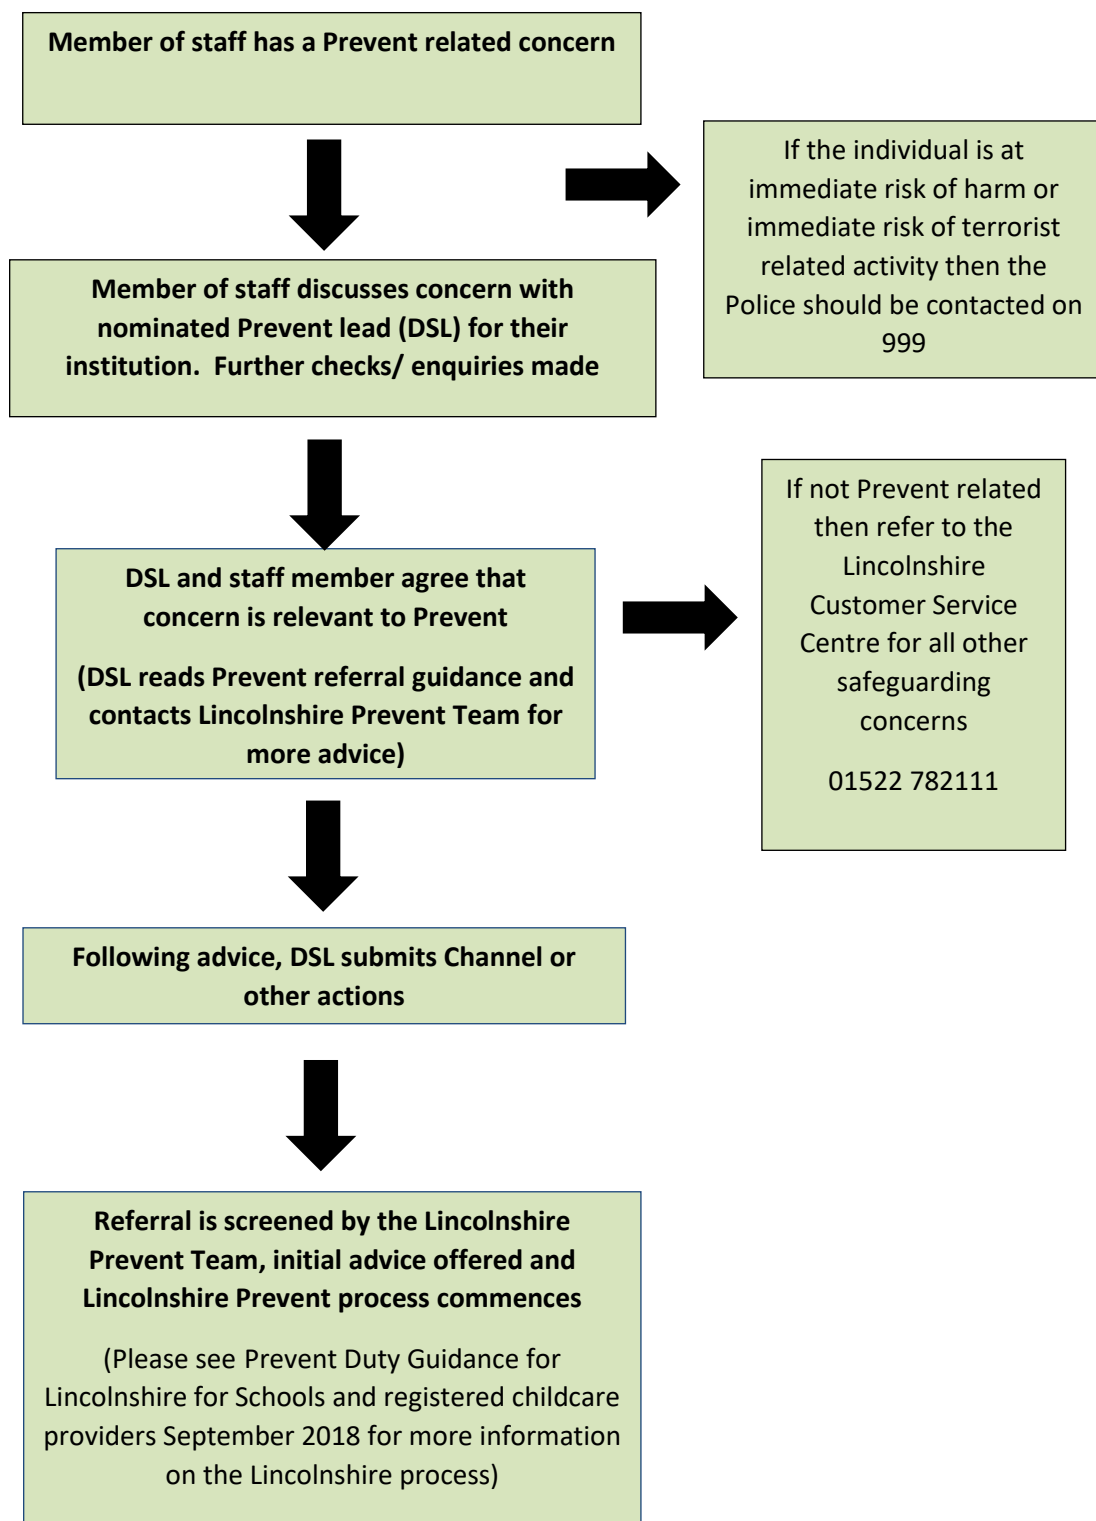 Member of staff has a Prevent related concern
If the individual is at
immediate risk of harm or
immediate risk of terrorist
related activity then the
Police should be contacted on
999
Member of staff discusses concern with
nominated Prevent lead (DSL) for their
institution.  Further checks/ enquiries made
DSL and staff member agree that
concern is relevant to Prevent
(DSL reads Prevent referral guidance and
contacts Lincolnshire Prevent Team for
more advice)
If not Prevent related
then refer to the
Lincolnshire
Customer Service
Centre for all other
safeguarding
concerns
01522 782111
Following advice, DSL submits Channel or
other actions
Referral is screened by the Lincolnshire
Prevent Team, initial advice offered and
Lincolnshire Prevent process commences
(Please see Prevent Duty Guidance for
Lincolnshire for Schools and registered childcare
providers September 2018 for more information
on the Lincolnshire process)